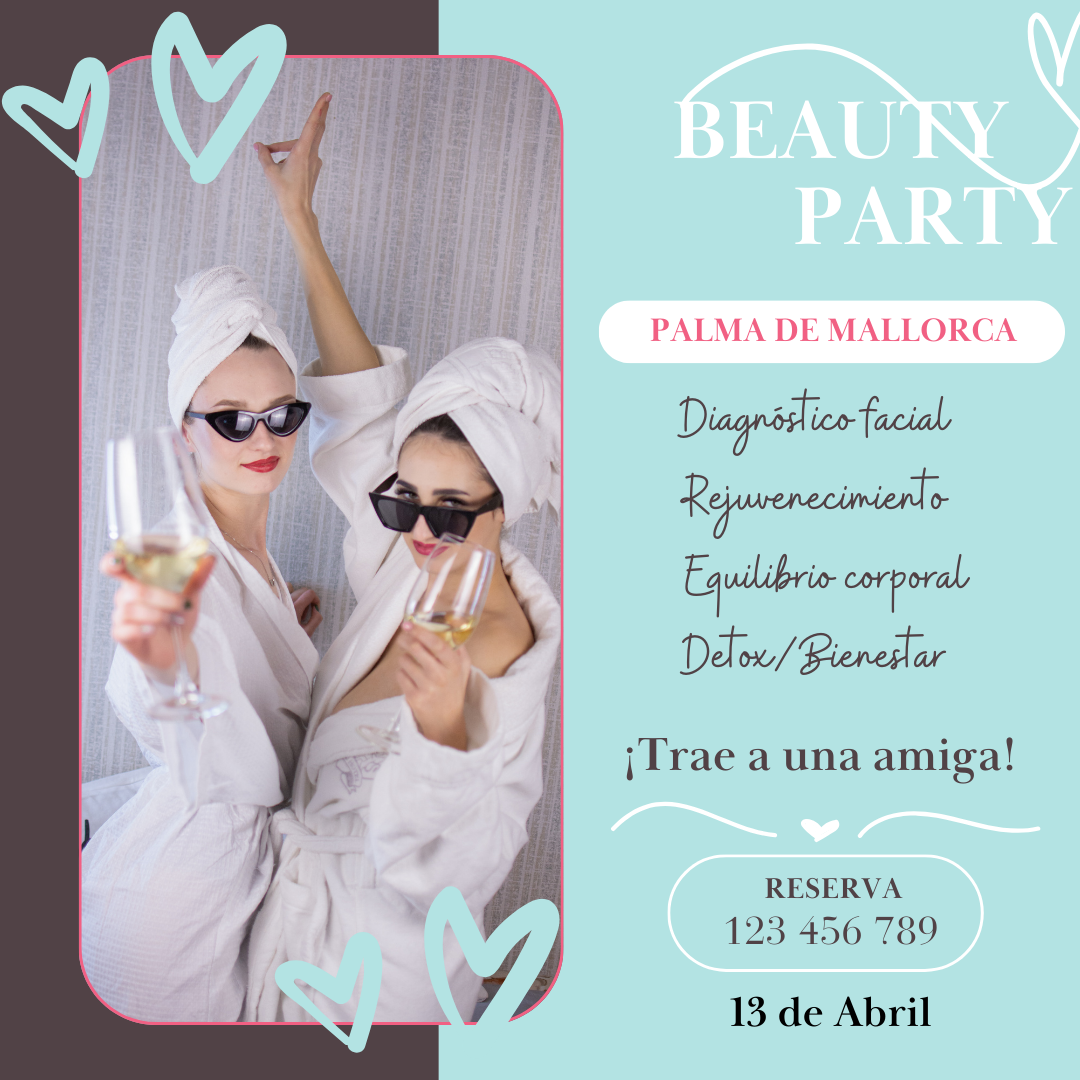 BEAUTY
PARTY
PALMA DE MALLORCA
Diagnóstico facial
Rejuvenecimiento
Equilibrio corporal
Detox/Bienestar
¡Trae a una amiga!
RESERVA
123 456 789
13 de Abril